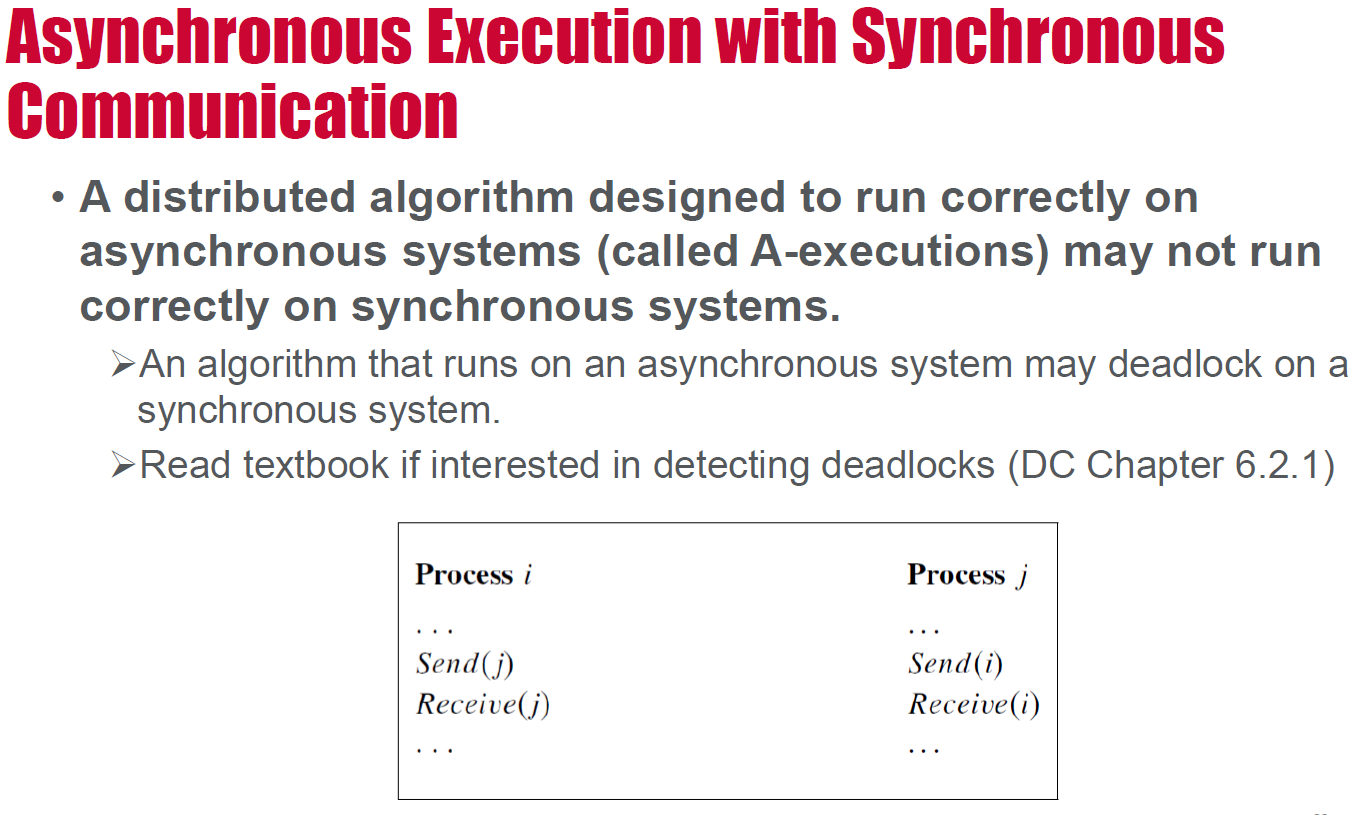 Asynchronous Execution with Synchronous
Communication
• A distributed algorithm designed to run correctly on
asynchronous systems (called A-executions) may not run
correctly on synchronous systems.
➢An algorithm that runs on an asynchronous system may deadlock on a
synchronous system.
➢Read textbook if interested in detecting deadlocks (DC Chapter 6.2.1)
Process i Process j
. . . . . .
Send(j) Send(i)
Receive(j) Receive(i)
. . . . . .